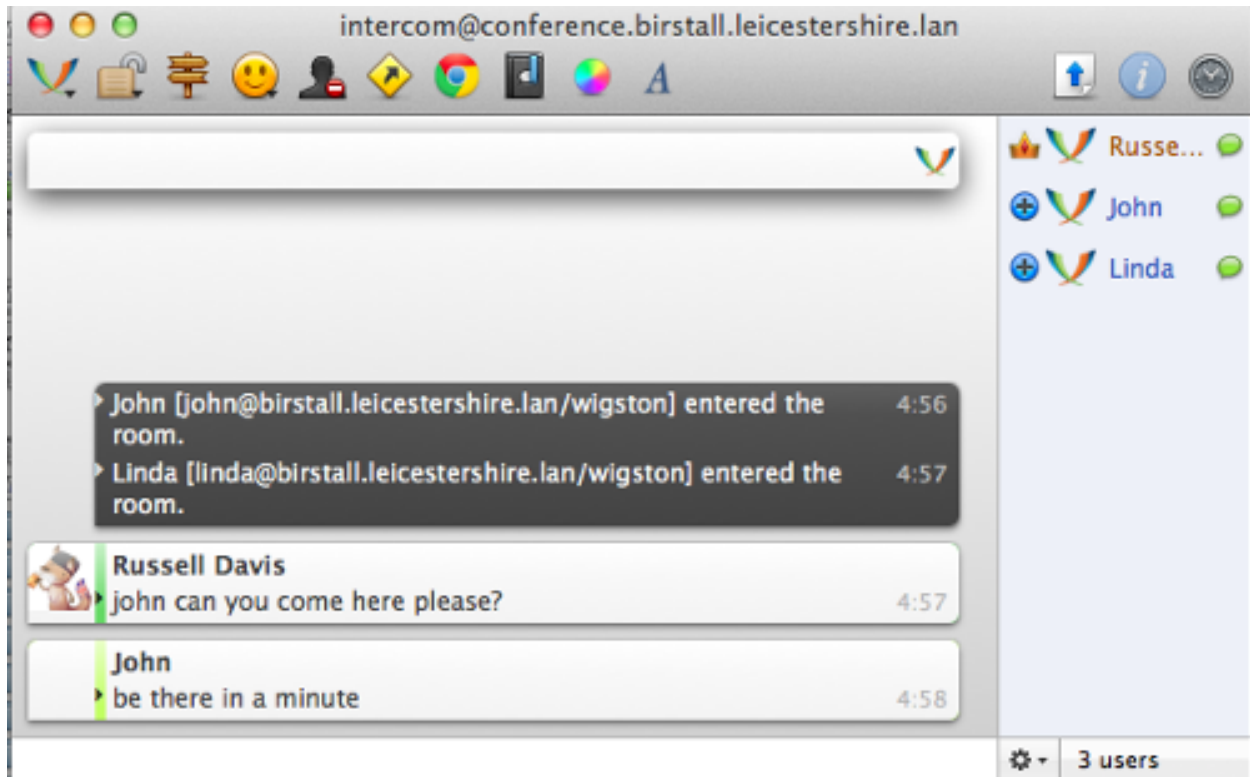 intercom@conference.birstall.leicestershire.lan
A
Russe...
John
Linda
John [john@birstall.leicestershire.lan/wigston] entered the
room.
4:56
Linda [linda@birstall.leicestershire.lan/wigston] entered the
room.
4:57
Russell Davis
john can you come here please?
4:57
John
be there in a minute
4:58
3 users